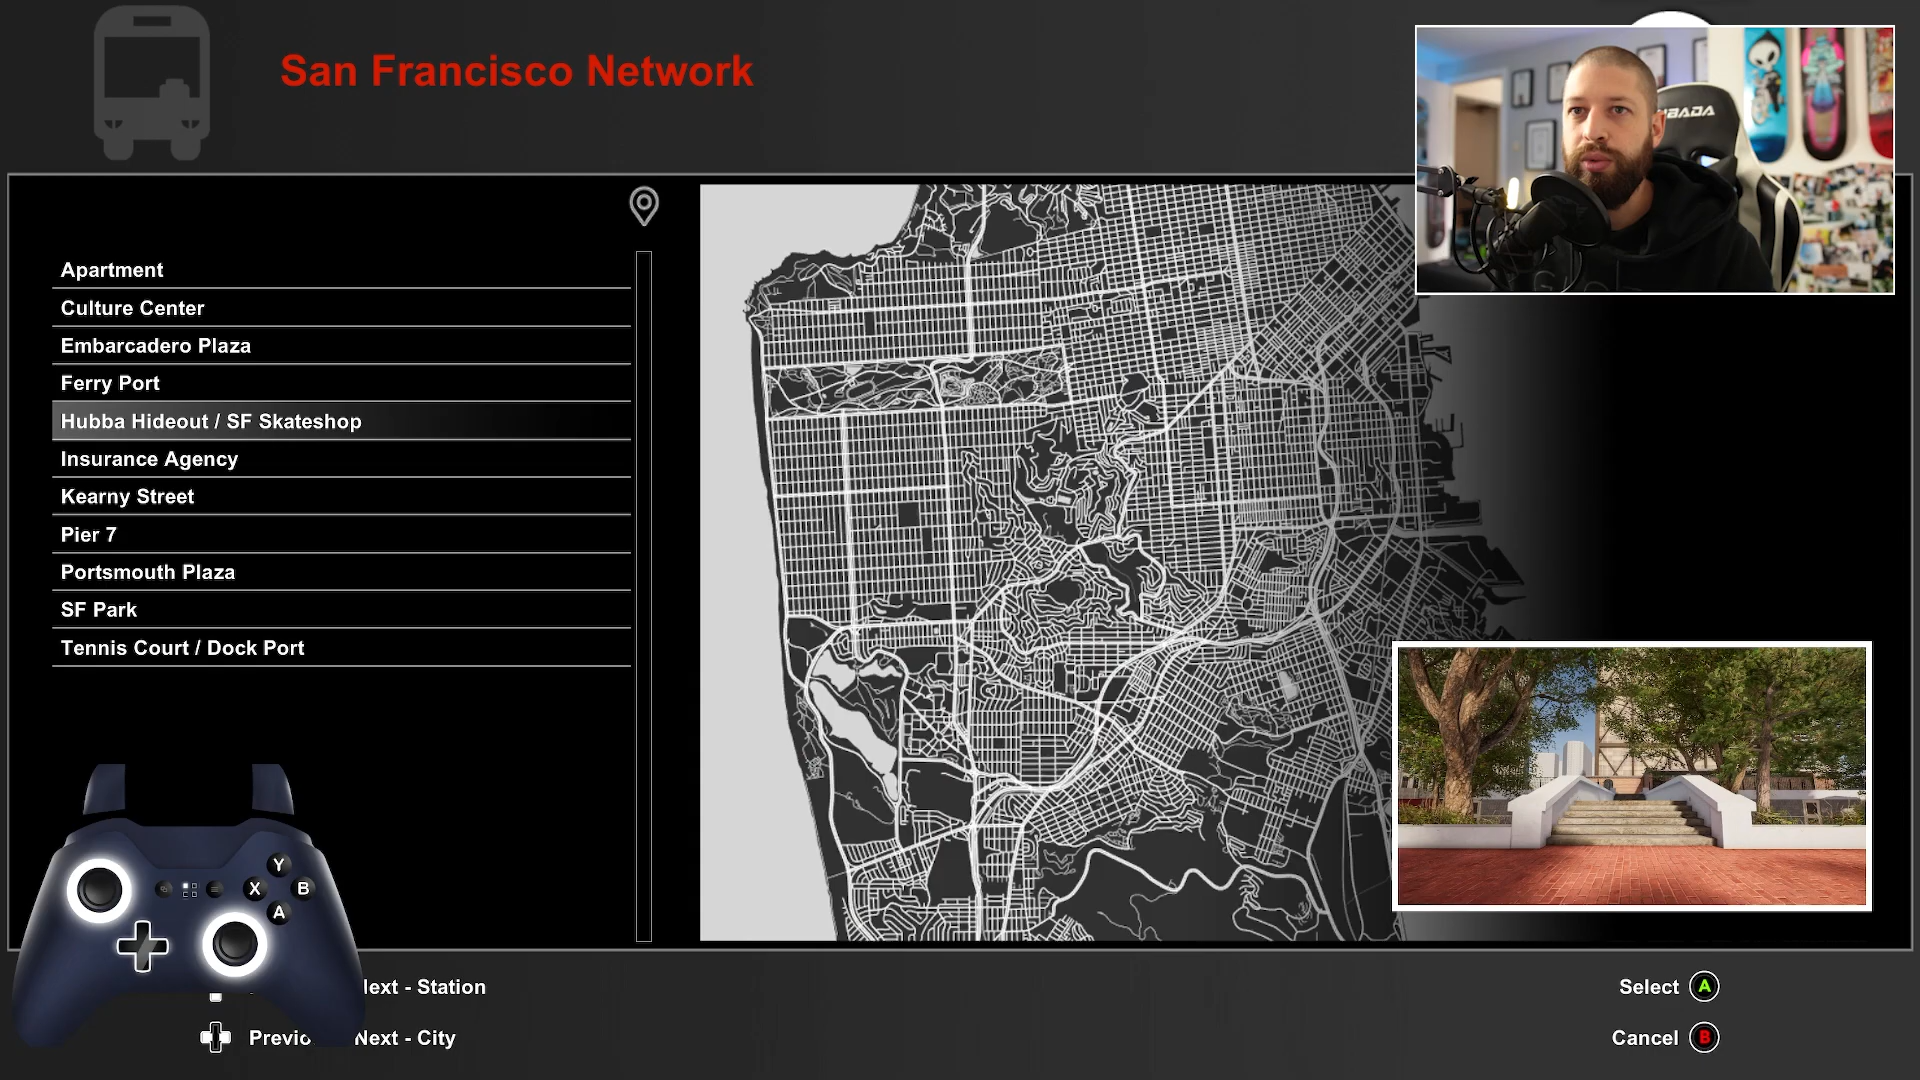 San Francisco Network
Apartment
Culture Center
Embarcadero Plaza
Ferry Port
Hubba Hideout / SF Skateshop
Insurance Agency
Kearny Street
Pier 7
Portsmouth Plaza
SF Park
Tennis Court / Dock Port
Y
X
B
A
Next - Station
Next - City
Select A
Cancel B